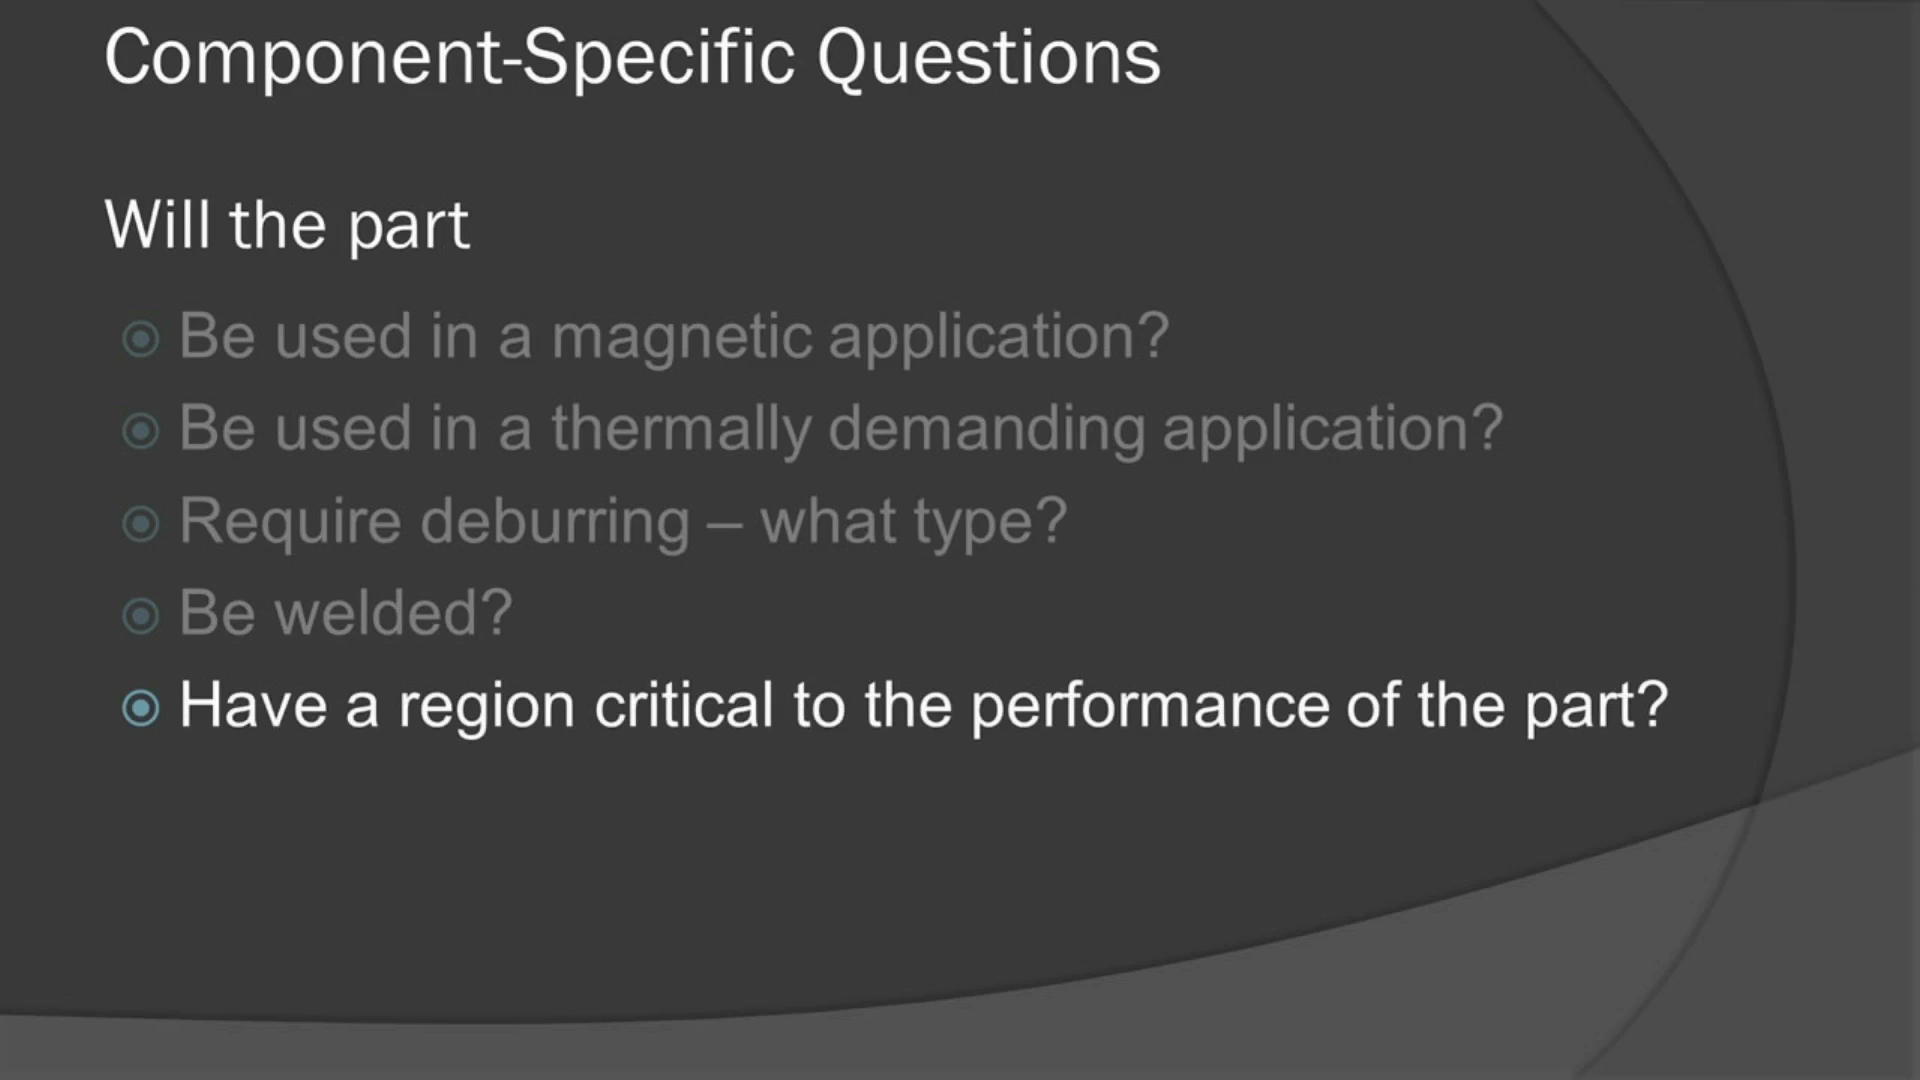 Component-Specific Questions
Will the part
Be used in a magnetic application?
Be used in a thermally demanding application?
Require deburring – what type?
Be welded?
Have a region critical to the performance of the part?